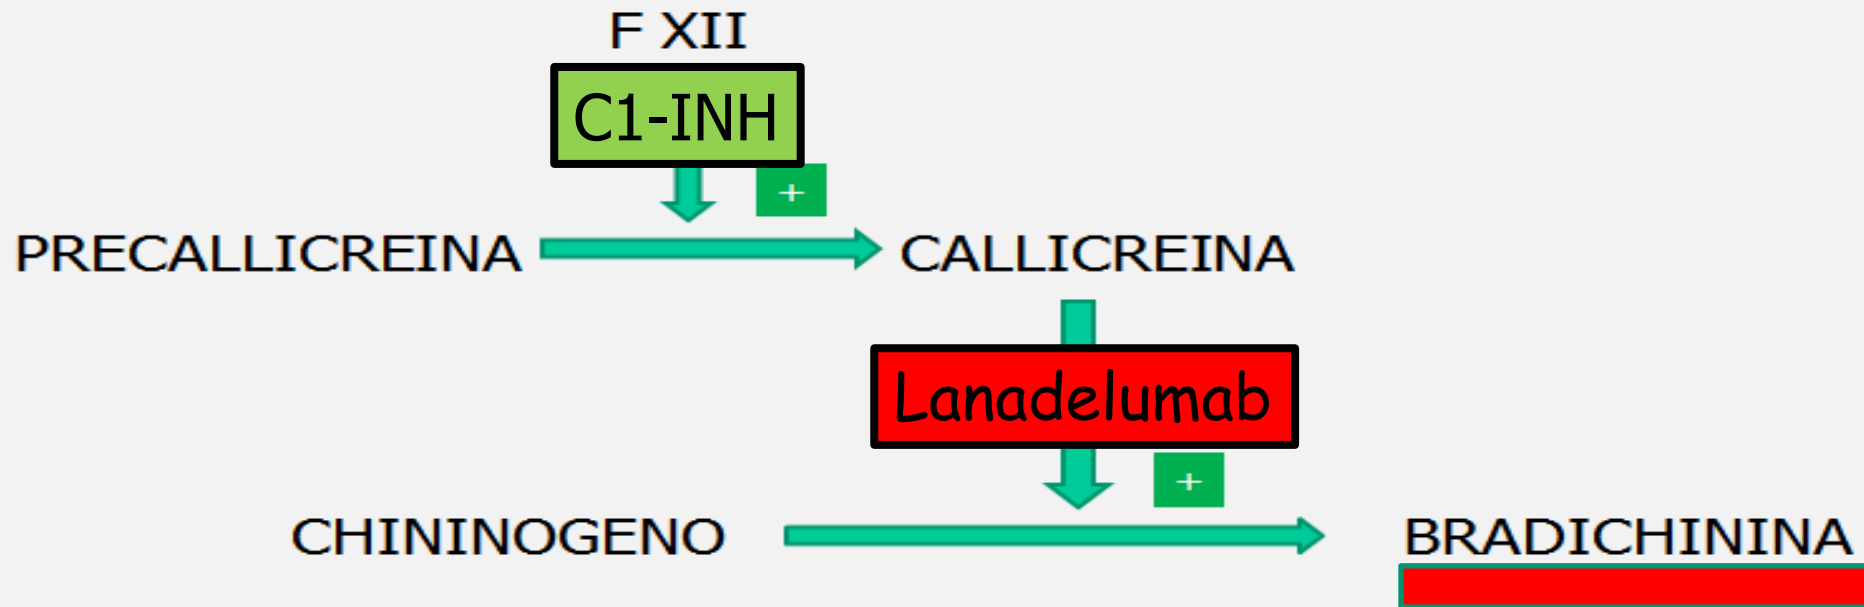 F XII
C1-INH
+
PRECALLICREINA CALLICREINA
Lanadelumab
+
CHININOGENO BRADICHININA